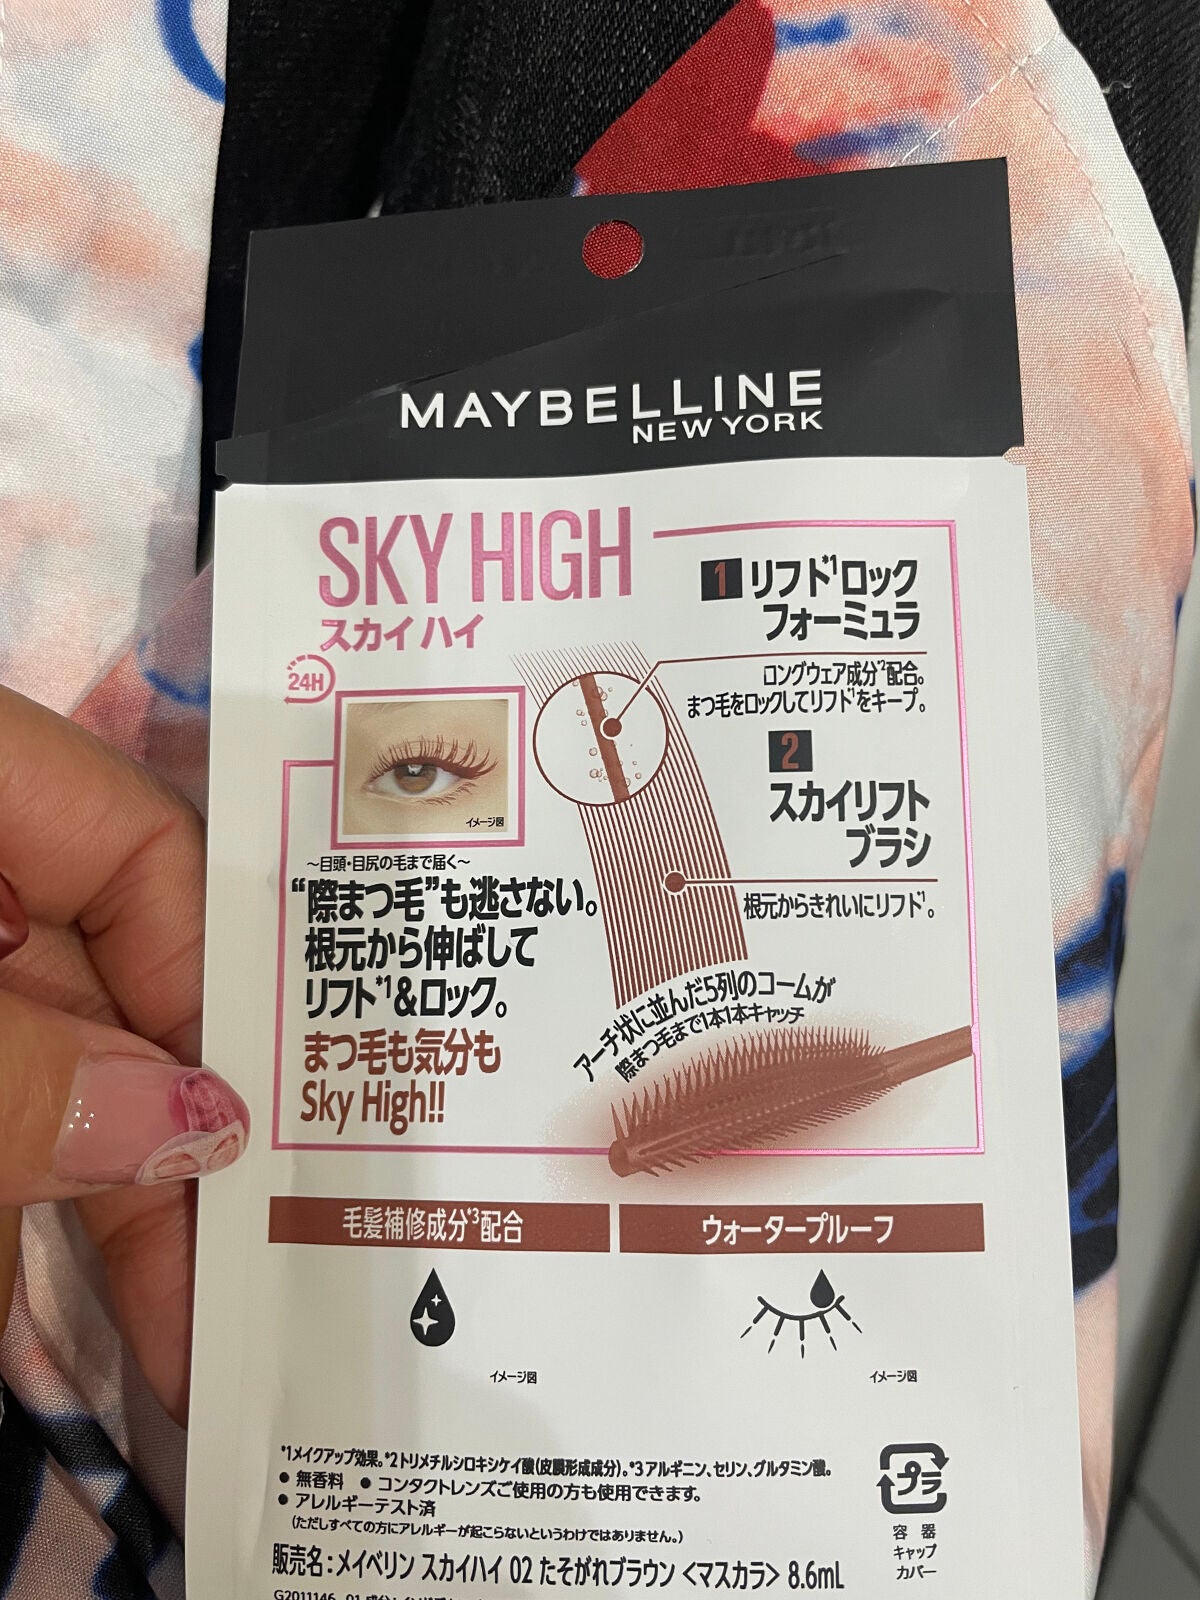 MAYBELLINE
NEW YORK
SKY HIGH
スカイハイ
24H
イメージ図
〜目頭・目尻の毛まで届く〜
“際まつ毛”も逃さない。
根元から伸ばして
リフト*1&ロック。
まつ毛も気分も
Sky High!!
1 リフト*1ロック
フォーミュラ
ロングウェア成分*2配合。
まつ毛をロックしてリフト*1をキープ。
2
スカイリフト
ブラシ
根元からきれいにリフト*1。
アーチ状に並んだ5列のコームが
際まつ毛まで1本1本キャッチ
毛髪補修成分*3配合
イメージ図
ウォータープルーフ
イメージ図
*1メイクアップ効果。*2トリメチルシロキシケイ酸(皮膜形成成分)。*3アルギニン、セリン、グルタミン酸。
● 無香料 ● コンタクトレンズご使用の方も使用できます。
● アレルギーテスト済
(ただしすべての方にアレルギーが起こらないというわけではありません。)
販売名:メイベリン スカイハイ 02 たそがれブラウン <マスカラ> 8.6mL
プラ
容器
キャップ
カバー
G2011146